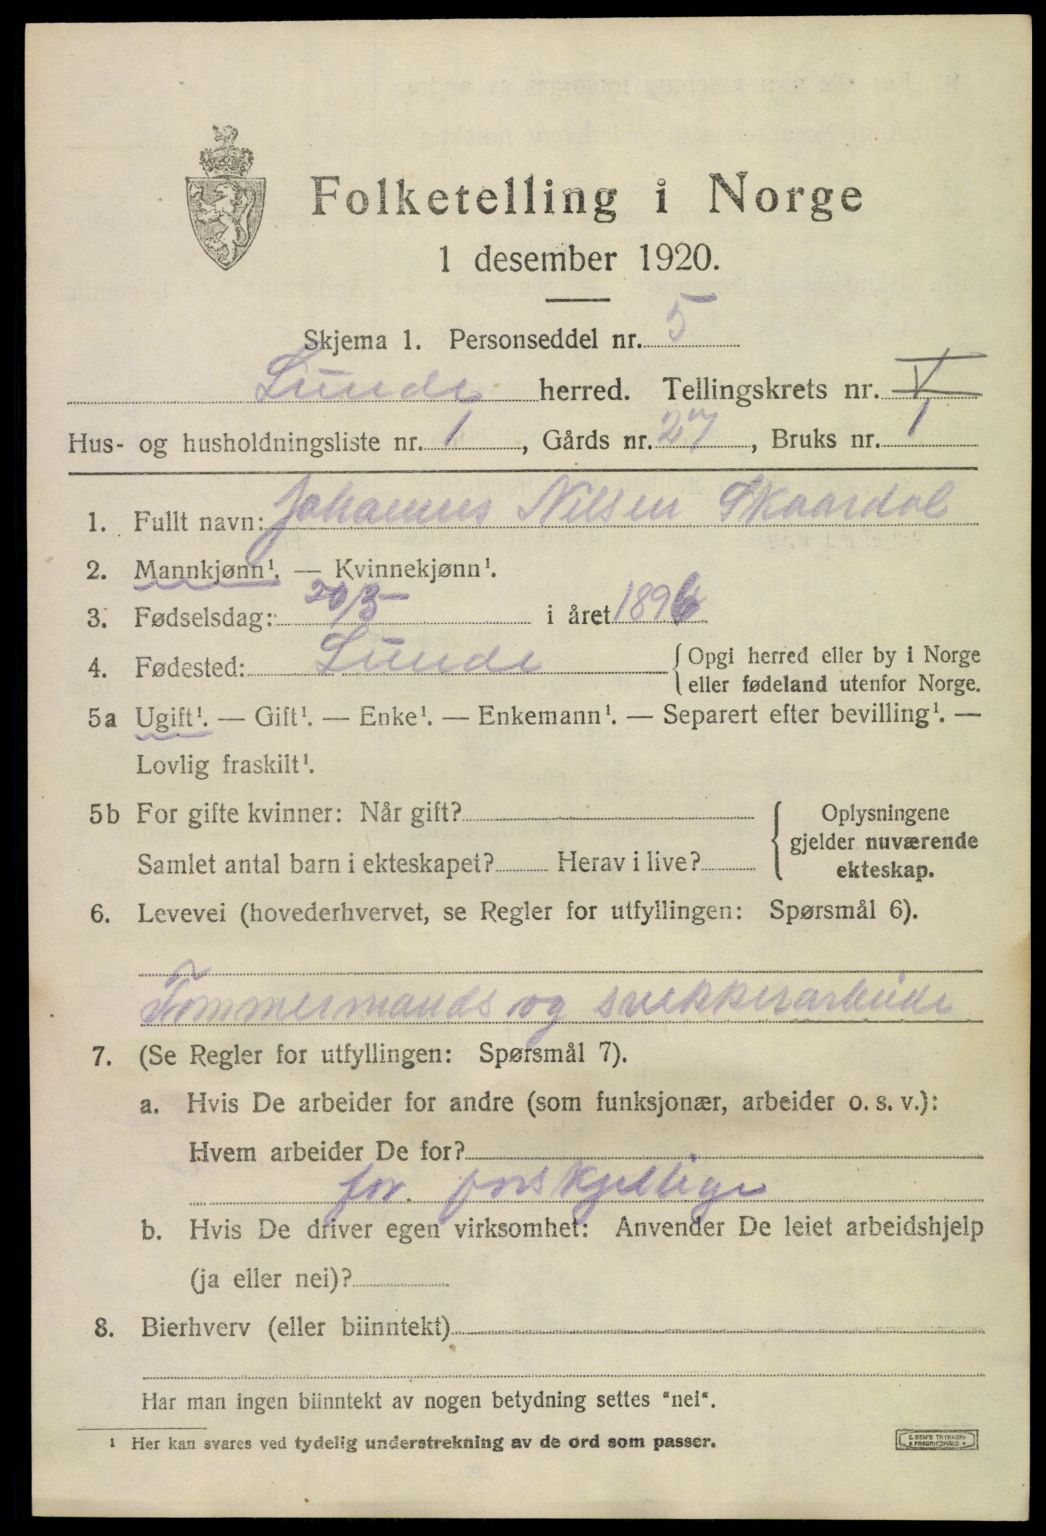 Folketelling i Norge
1 desember 1920.
Skjema 1. Personseddel nr. 5
Lunde herred. Tellingskrets nr. V
Hus- og husholdningsliste nr. 1, Gårds nr. 27, Bruks nr. 1
1. Fullt navn: Johannes Nilsen Skaardal
2. Mannkjønn¹. — Kvinnekjønn¹.
3. Fødselsdag: 20/3 i året 1896
4. Fødested: Lunde {Opgi herred eller by i Norge
eller fødeland utenfor Norge.
5a Ugift¹. — Gift¹. — Enke¹. — Enkemann¹. — Separert efter bevilling¹. —
Lovlig fraskilt¹.
5b For gifte kvinner: Når gift? { Oplysningene
gjelder nuværende
Samlet antal barn i ekteskapet? Herav i live? ekteskap.
6. Levevei (hovederhvervet, se Regler for utfyllingen: Spørsmål 6).
Tømmermands og snekkerarbeide
7. (Se Regler for utfyllingen: Spørsmål 7).
a. Hvis De arbeider for andre (som funksjonær, arbeider o. s. v.):
Hvem arbeider De for?
for forskjellige
b. Hvis De driver egen virksomhet: Anvender De leiet arbeidshjelp
(ja eller nei)?
8. Bierhverv (eller biinntekt)
Har man ingen biinntekt av nogen betydning settes "nei".
¹ Her kan svares ved tydelig understrekning av de ord som passer.